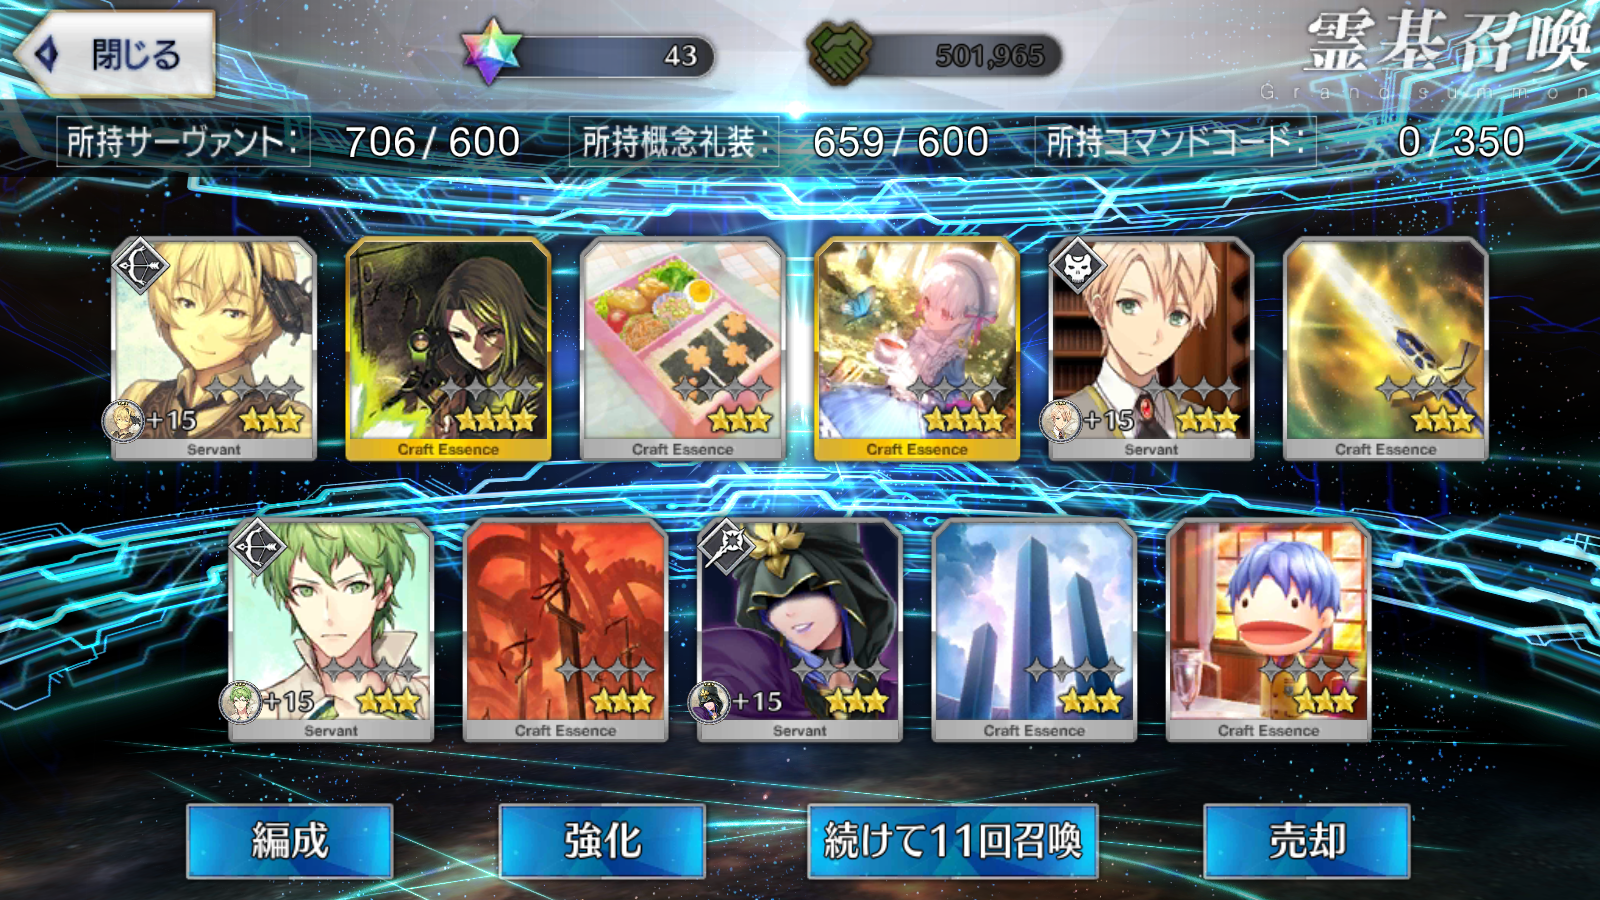 閉じる
43
501,965
霊基召喚
Grand summon
所持サーヴァント: 706 / 600
所持概念礼装: 659 / 600
所持コマンドコード: 0 / 350
+15
Servant
Craft Essence
Craft Essence
Craft Essence
+15
Servant
Craft Essence
+15
Servant
Craft Essence
+15
Servant
Craft Essence
Craft Essence
編成
強化
続けて11回召喚
売却